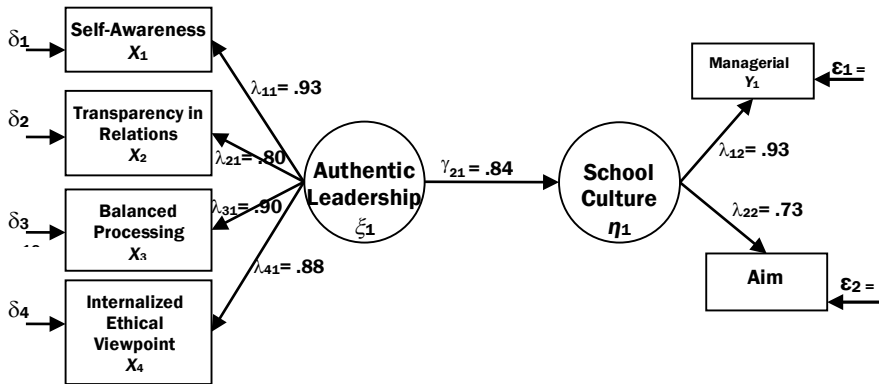 δ1
Self-Awareness
X1
λ11= .93
δ2
Transparency in
Relations
X2
λ21= .80
δ3
Balanced
Processing
X3
λ31= .90
δ4
Internalized
Ethical
Viewpoint
X4
λ41= .88
Authentic
Leadership
ξ1
γ21= .84
School
Culture
η1
λ12= .93
Managerial
Y1
ε1 =
λ22= .73
Aim
ε2 =